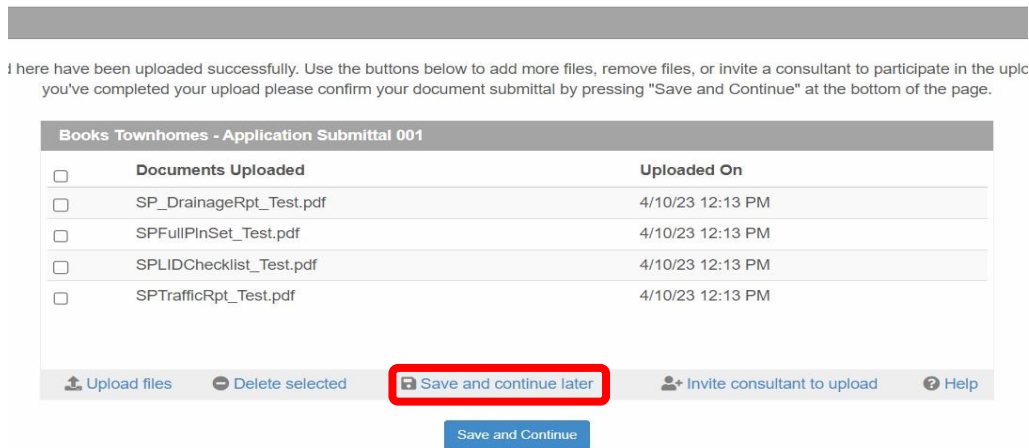 here have been uploaded successfully. Use the buttons below to add more files, remove files, or invite a consultant to participate in the
you've completed your upload please confirm your document submittal by pressing "Save and Continue" at the bottom of the page.
Books Townhomes - Application Submittal 001
Documents Uploaded Uploaded On
SP_DrainageRpt_Test.pdf 4/10/23 12:13 PM
SPFullPlnSet_Test.pdf 4/10/23 12:13 PM
SPLIDChecklist_Test.pdf 4/10/23 12:13 PM
SPTrafficRpt_Test.pdf 4/10/23 12:13 PM
Upload files Delete selected Save and continue later Invite consultant to upload Help
Save and Continue